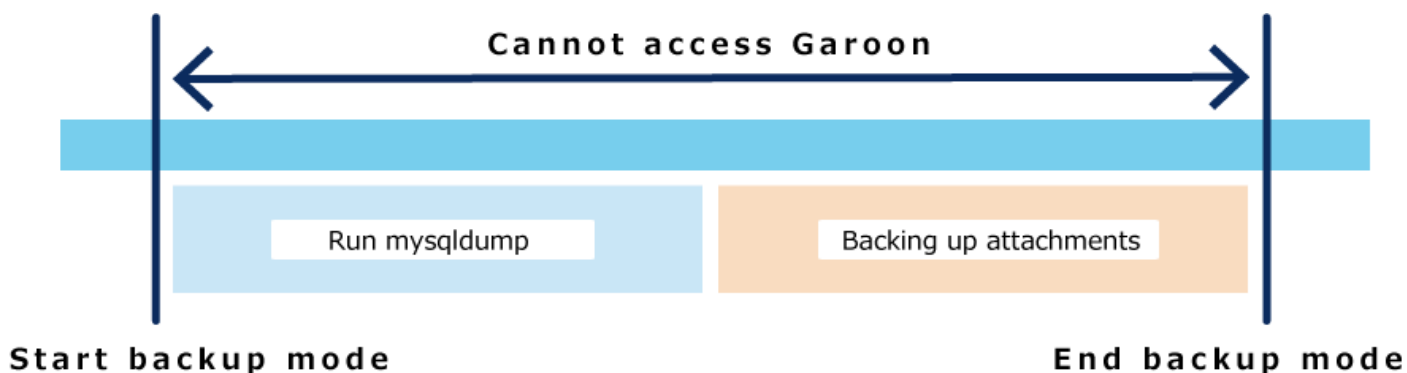 Cannot access Garoon
Run mysqldump
Backing up attachments
Start backup mode
End backup mode